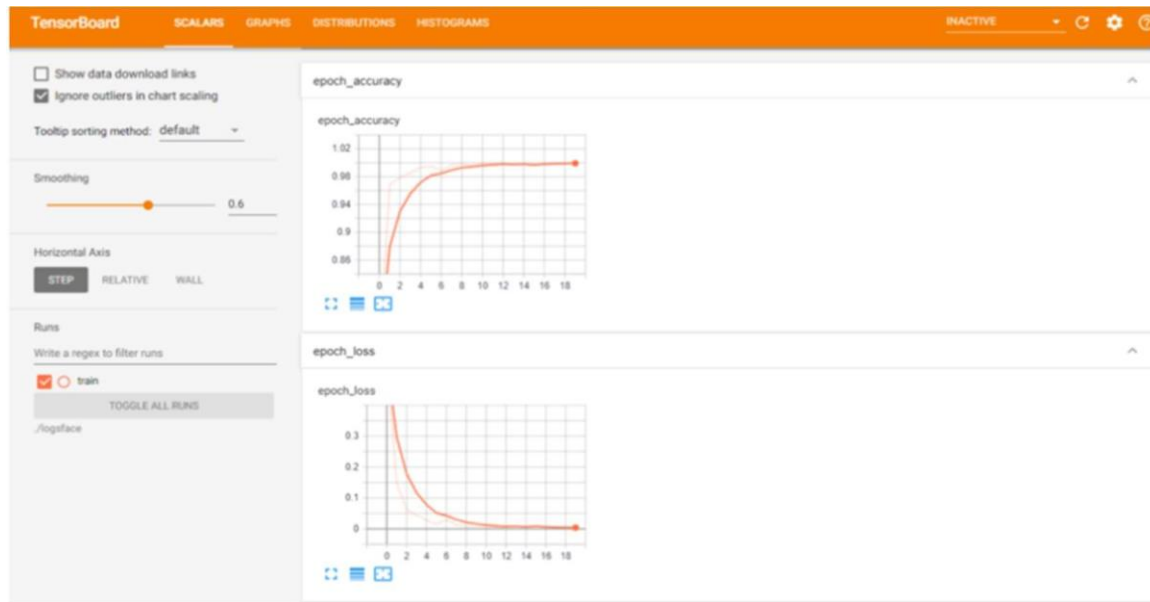 TensorBoard SCALARS GRAPHS DISTRIBUTIONS HISTOGRAMS INACTIVE
Show data download links
Ignore outliers in chart scaling
Tooltip sorting method: default
Smoothing
0.6
Horizontal Axis
STEP RELATIVE WALL
Runs
Write a regex to filter runs
train
TOGGLE ALL RUNS
./logsface
epoch_accuracy
epoch_accuracy
1.02
0.98
0.94
0.9
0.86
0 2 4 6 8 10 12 14 16 18
epoch_loss
epoch_loss
0.3
0.2
0.1
0
0 2 4 6 8 10 12 14 16 18